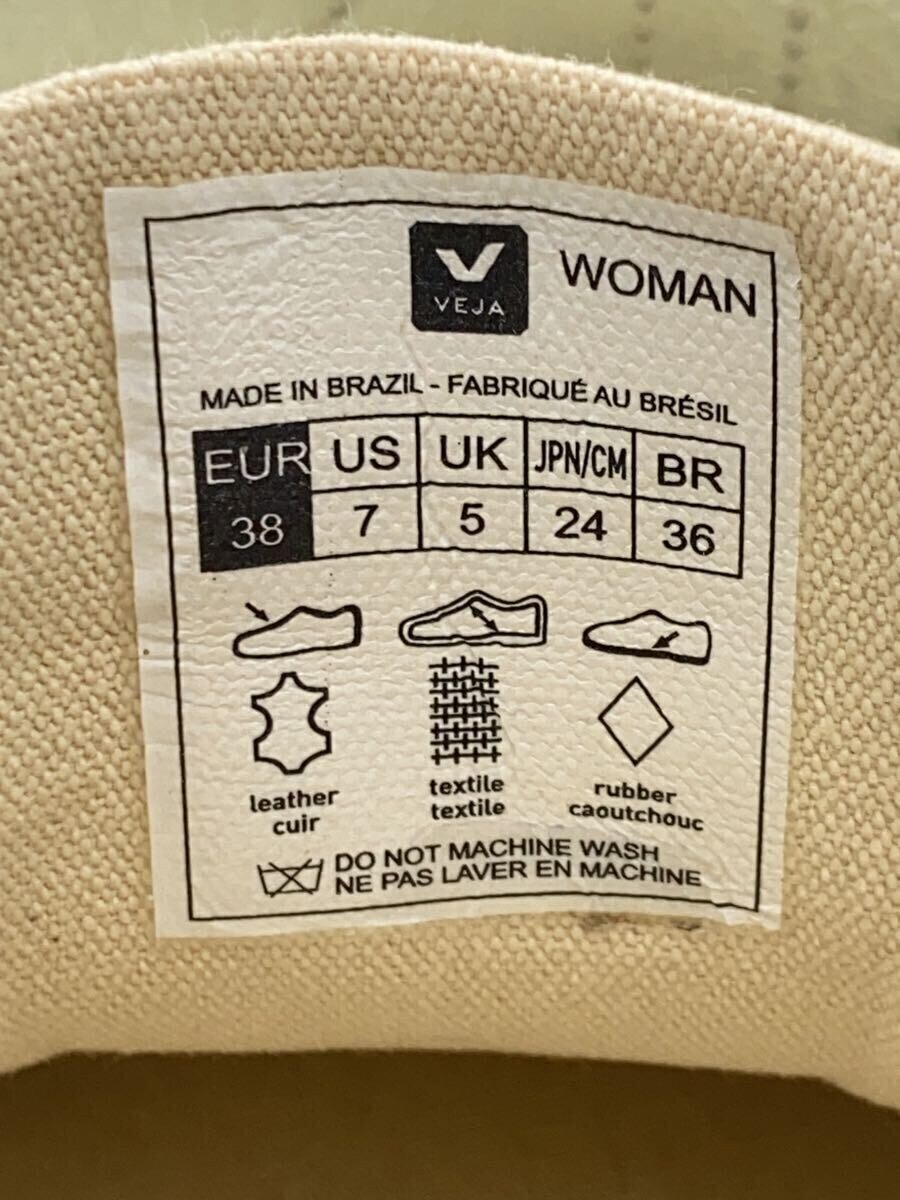 VEJA WOMAN
MADE IN BRAZIL - FABRIQUÉ AU BRÉSIL
EUR US UK JPN/CM BR
38 7 5 24 36
leather textile rubber
cuir textile caoutchouc
DO NOT MACHINE WASH
NE PAS LAVER EN MACHINE